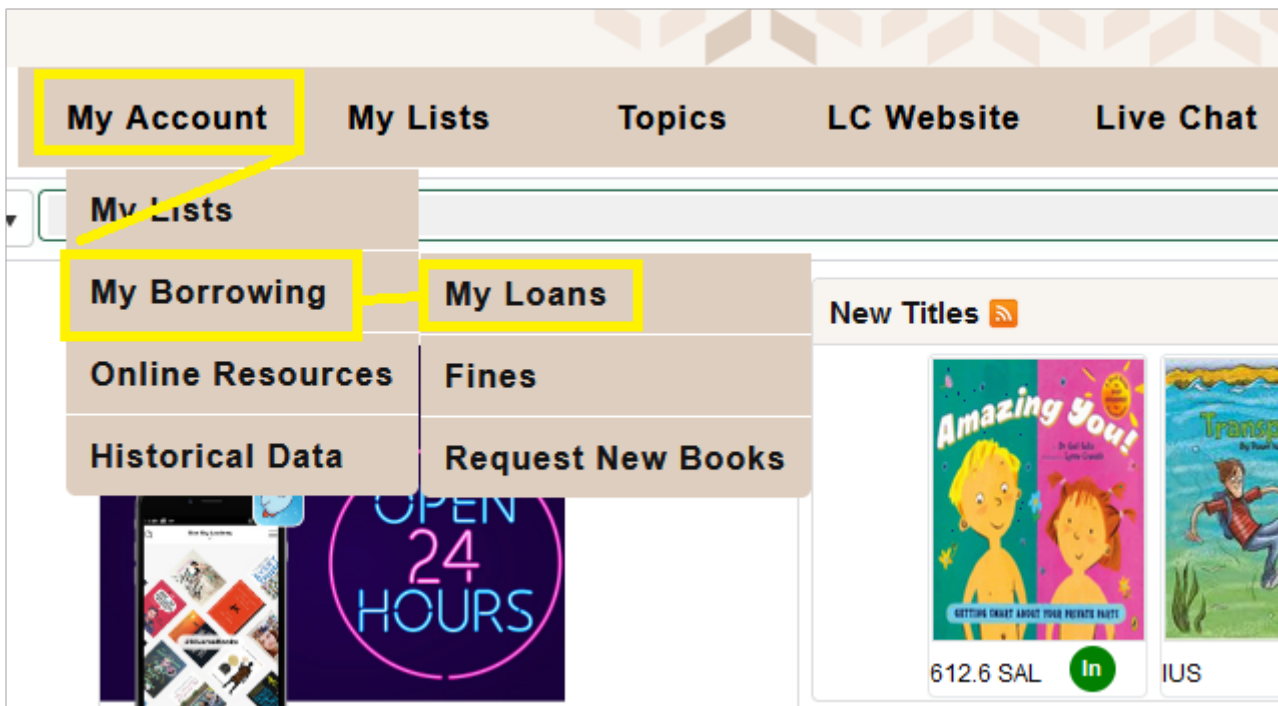 My Account My Lists Topics LC Website Live Chat
My Lists
My Borrowing
Online Resources
Historical Data
My Loans
Fines
Request New Books
OPEN
24
HOURS
New Titles
Amazing You!
GETTING SMART ABOUT YOUR PRIVATE PARTS
612.6 SAL
In
IUS